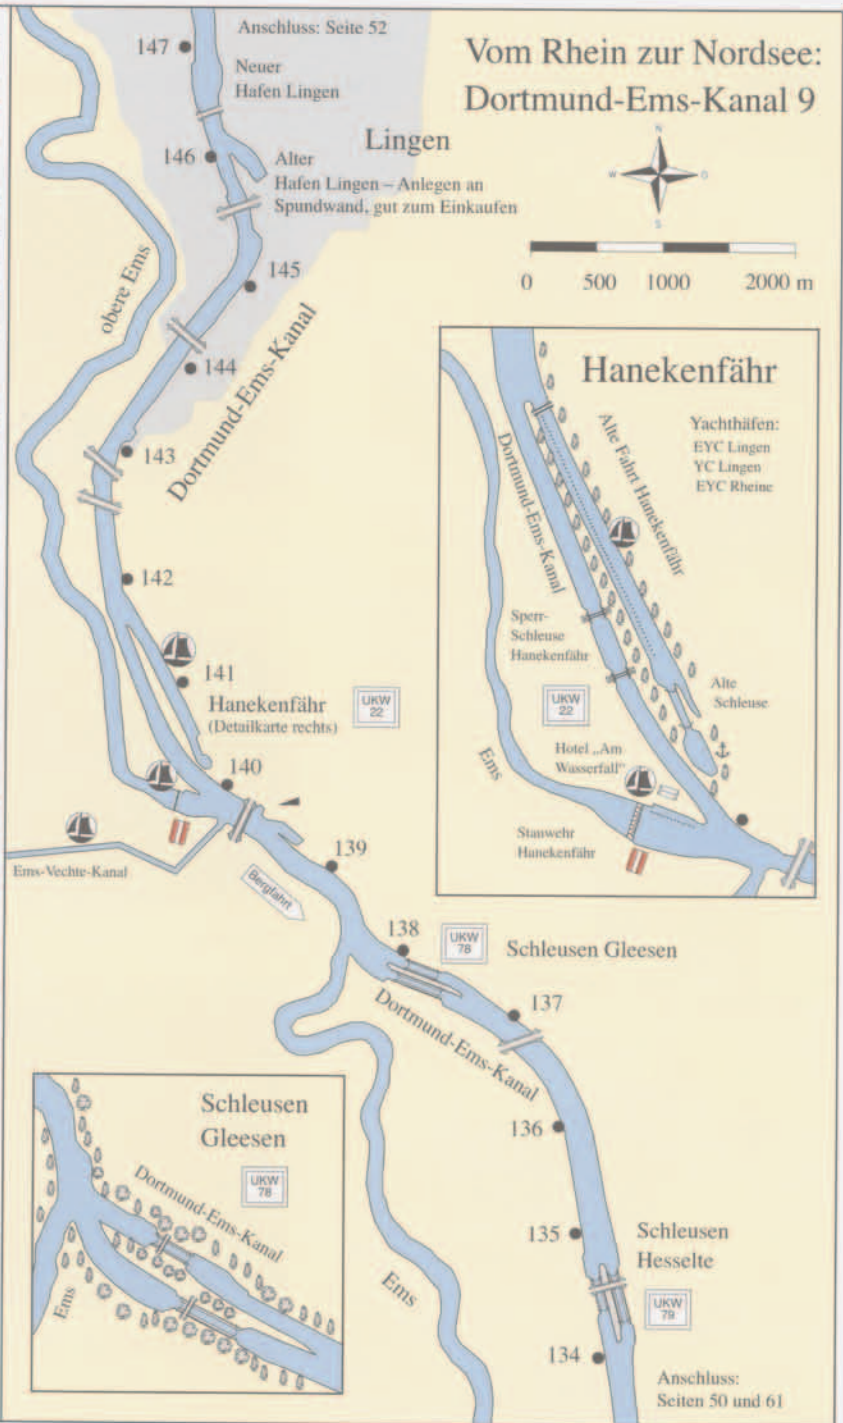 Vom Rhein zur Nordsee:
Dortmund-Ems-Kanal 9
Anschluss: Seite 52
147
Neuer
Hafen Lingen
Lingen
146
Alter
Hafen Lingen – Anlegen an
Spundwand, gut zum Einkaufen
N
W
O
S
0
500
1000
2000 m
145
obere Ems
144
Dortmund-Ems-Kanal
143
142
141
Hanekenfähr
(Detailkarte rechts)
UKW
22
140
139
Ems-Vechte-Kanal
Bergfahrt
138
UKW
78
Schleusen Gleesen
137
Dortmund-Ems-Kanal
136
135
Schleusen
Hesselte
UKW
79
134
Ems
Anschluss:
Seiten 50 und 61
Hanekenfähr
Yachthäfen:
EYC Lingen
YC Lingen
EYC Rheine
Alte Fahrt Hanekenfähr
Dortmund-Ems-Kanal
Sperr-
Schleuse
Hanekenfähr
UKW
22
Alte
Schleuse
Ems
Hotel „Am
Wasserfall"
Stauwehr
Hanekenfähr
Schleusen
Gleesen
UKW
78
Dortmund-Ems-Kanal
Ems